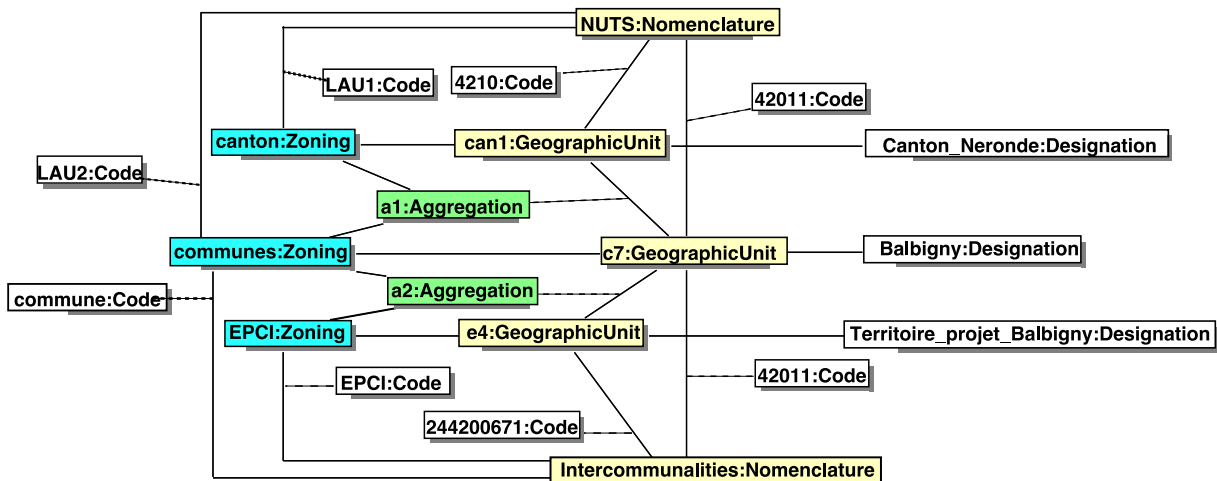 NUTS:Nomenclature
LAU1:Code
4210:Code
42011:Code
canton:Zoning
can1:GeographicUnit
Canton_Neronde:Designation
LAU2:Code
a1:Aggregation
communes:Zoning
c7:GeographicUnit
Balbigny:Designation
commune:Code
a2:Aggregation
EPCI:Zoning
e4:GeographicUnit
Territoire_projet_Balbigny:Designation
EPCI:Code
42011:Code
244200671:Code
Intercommunalities:Nomenclature